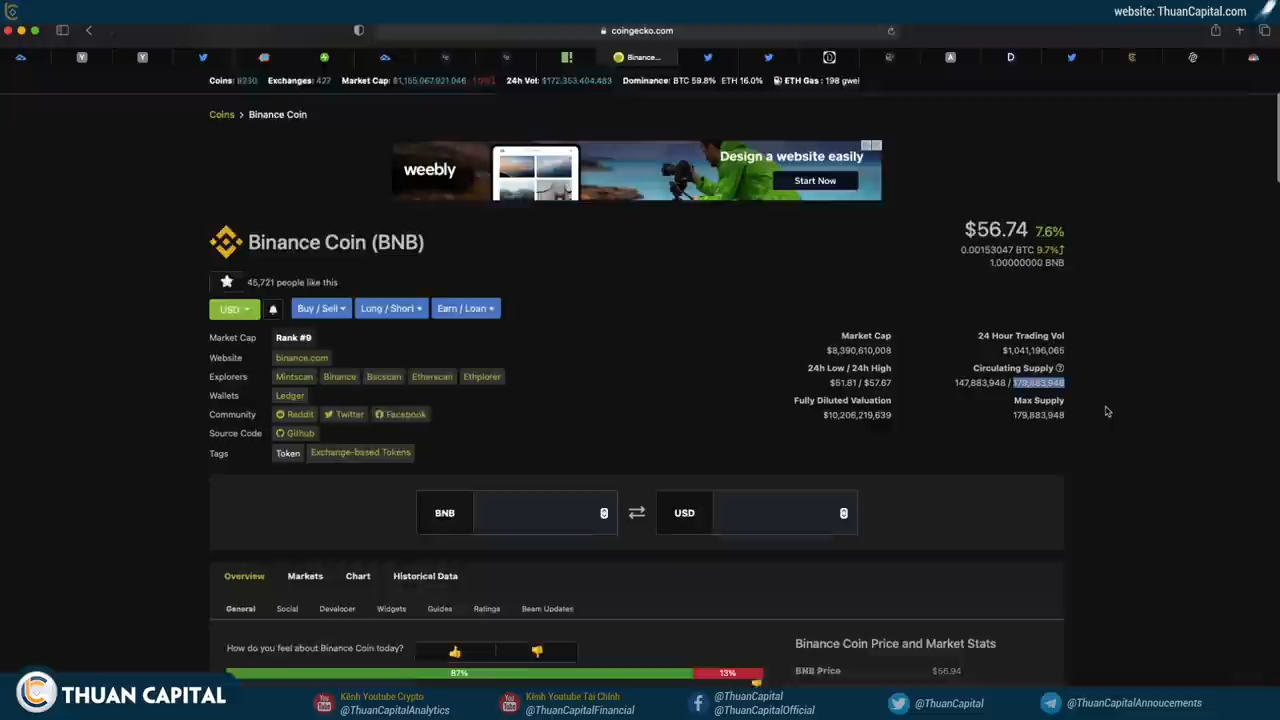 website: ThuanCapital.com
coingecko.com
Binance...
Coins: 6230 Exchanges: 427 Market Cap: $1,155,067,921,046 24h Vol: $172,353,404,483 Dominance: BTC 59.8% ETH 16.0% ETH Gas: 198 gwei
Coins > Binance Coin
weebly
Design a website easily
Start Now
Binance Coin (BNB)
$56.74 7.6%
0.00153047 BTC 9.7%
1.00000000 BNB
45,721 people like this
USD
Buy / Sell
Long / Short
Earn / Loan
Market Cap Rank #9
Website binance.com
Explorers Mintscan Binance Bscscan Etherscan Ethplorer
Wallets Ledger
Community Reddit Twitter Facebook
Source Code Github
Tags Token Exchange-based Tokens
Market Cap
$8,390,610,008
24 Hour Trading Vol
$1,041,196,065
24h Low / 24h High
$51.81 / $57.67
Circulating Supply
147,883,948 / 179,883,948
Fully Diluted Valuation
$10,206,219,639
Max Supply
179,883,948
BNB
USD
Overview Markets Chart Historical Data
General Social Developer Widgets Guides Ratings Beam Updates
How do you feel about Binance Coin today?
87% 13%
Binance Coin Price and Market Stats
BNB Price $56.94
THUAN CAPITAL
Kênh Youtube Crypto
@ThuanCapitalAnalytics
Kênh Youtube Tài Chính
@ThuanCapitalFinancial
@ThuanCapital
@ThuanCapitalOfficial
@ThuanCapital
@ThuanCapitalAnnoucements